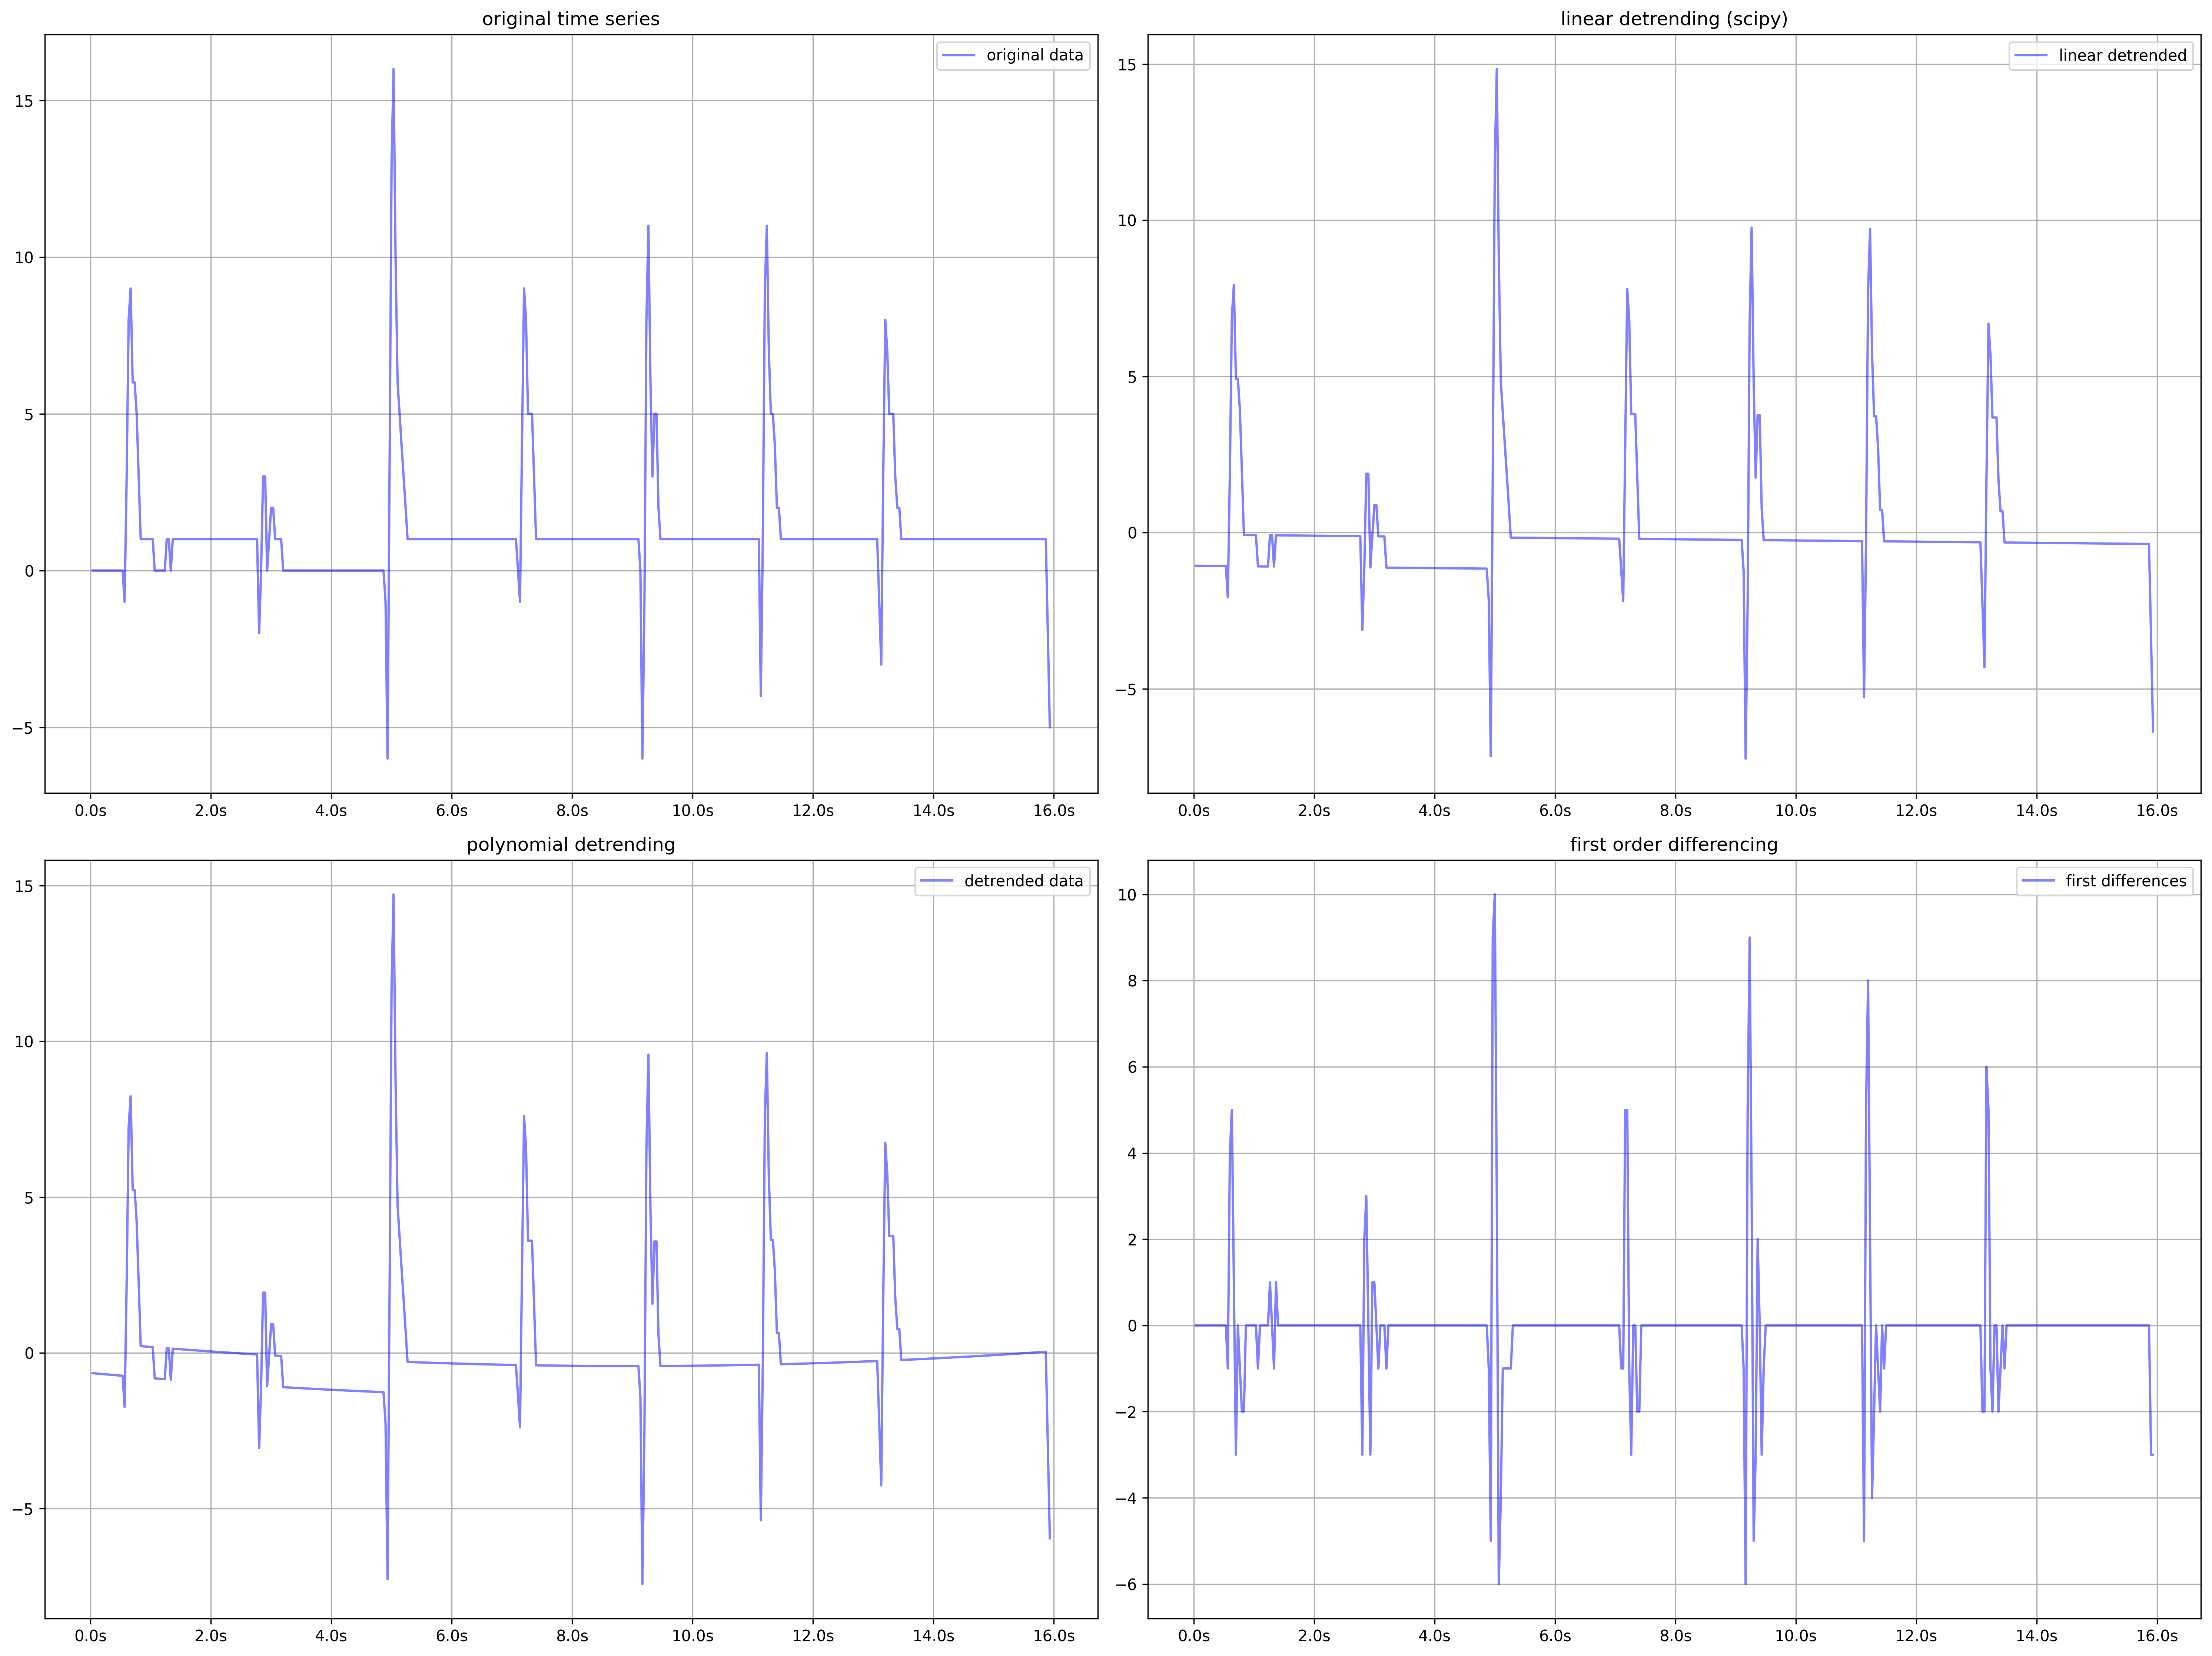 original time series
original data
15
10
5
0
−5
0.0s 2.0s 4.0s 6.0s 8.0s 10.0s 12.0s 14.0s 16.0s
linear detrending (scipy)
linear detrended
15
10
5
0
−5
0.0s 2.0s 4.0s 6.0s 8.0s 10.0s 12.0s 14.0s 16.0s
polynomial detrending
detrended data
15
10
5
0
−5
0.0s 2.0s 4.0s 6.0s 8.0s 10.0s 12.0s 14.0s 16.0s
first order differencing
first differences
10
8
6
4
2
0
−2
−4
−6
0.0s 2.0s 4.0s 6.0s 8.0s 10.0s 12.0s 14.0s 16.0s